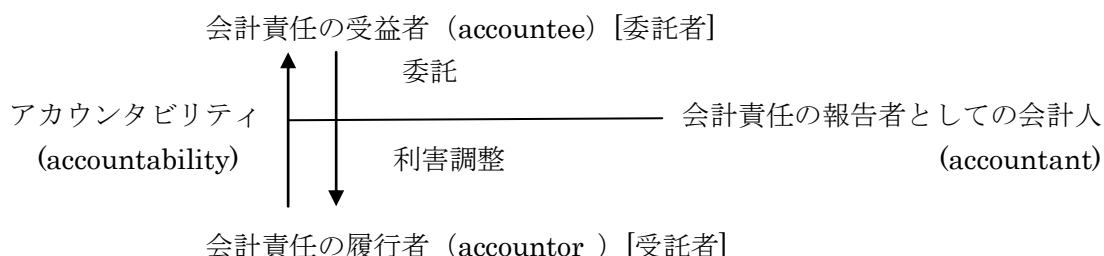 会計責任の受益者（accountee）[委託者]
委託
アカウンタビリティ 会計責任の報告者としての会計人
(accountability) 利害調整 (accountant)
会計責任の履行者（accountor ）[受託者]